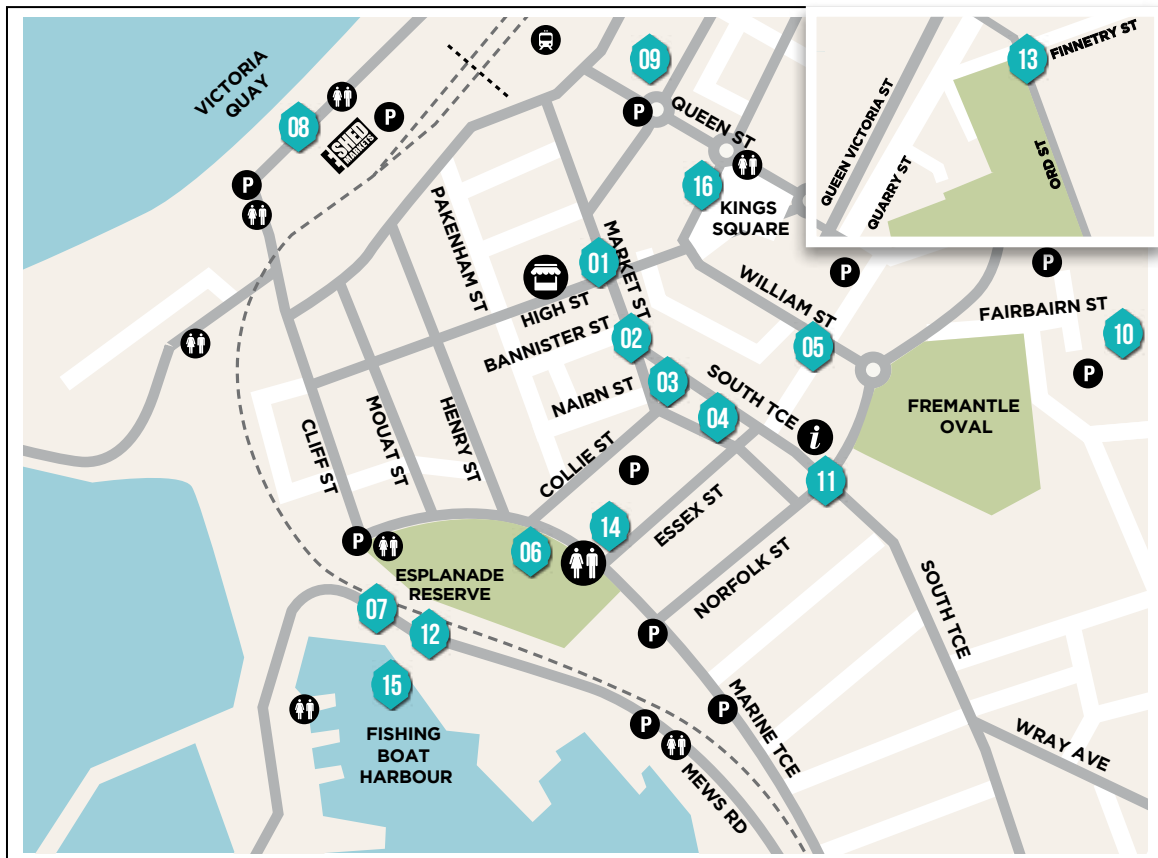 VICTORIA
QUAY
08
P
E SHED
MARKETS
P
09
P
QUEEN ST
16
KINGS
SQUARE
13
FINNETRY ST
QUEEN VICTORIA ST
QUARRY ST
ORD ST
PAKENHAM ST
MARKET ST
01
HIGH ST
BANNISTER ST
02
WILLIAM ST
05
P
P
FAIRBAIRN ST
10
P
NAIRN ST
03
04
SOUTH TCE
i
FREMANTLE
OVAL
CLIFF ST
MOUAT ST
HENRY ST
COLLIE ST
P
11
14
ESSEX ST
NORFOLK ST
P
06
ESPLANADE
RESERVE
07
12
15
FISHING
BOAT
HARBOUR
P
SOUTH TCE
P
MARINE TCE
P
MEWS RD
WRAY AVE